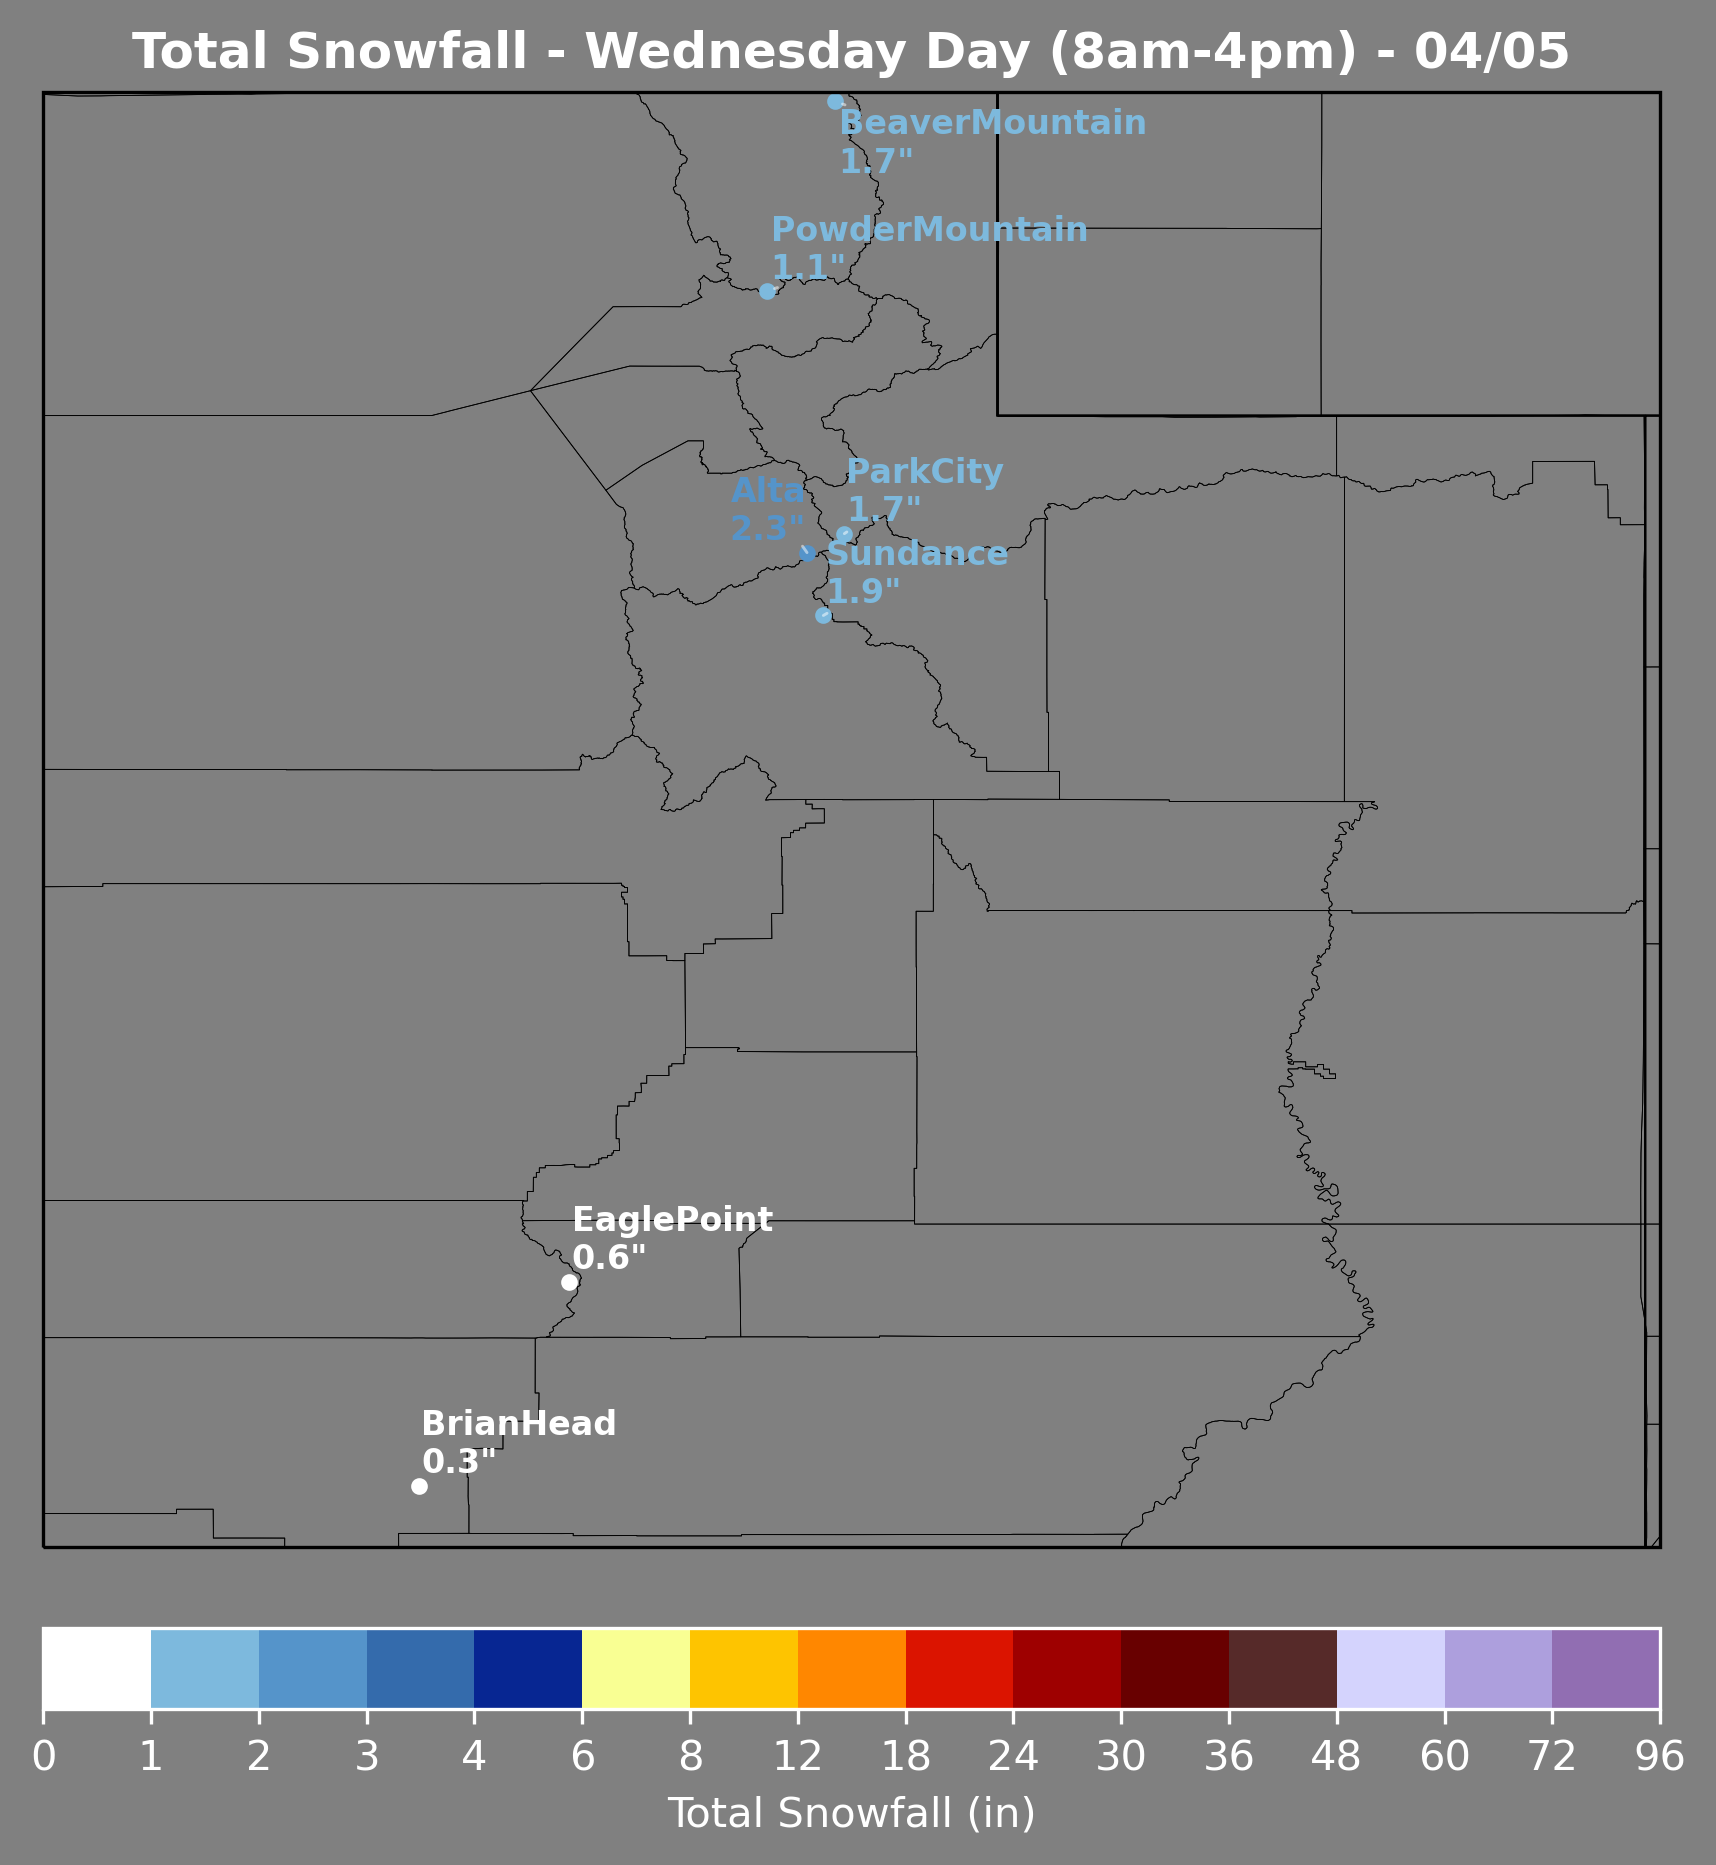 Total Snowfall - Wednesday Day (8am-4pm) - 04/05
BeaverMountain
1.7"
PowderMountain
1.1"
ParkCity
1.7"
Alta
2.3"
Sundance
1.9"
EaglePoint
0.6"
BrianHead
0.3"
0 1 2 3 4 6 8 12 18 24 30 36 48 60 72 96
Total Snowfall (in)